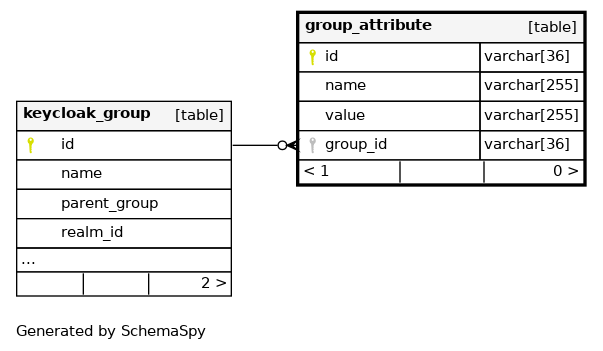 group_attribute [table]
id varchar[36]
name varchar[255]
value varchar[255]
group_id varchar[36]
< 1 0 >
keycloak_group [table]
id
name
parent_group
realm_id
...
2 >
Generated by SchemaSpy